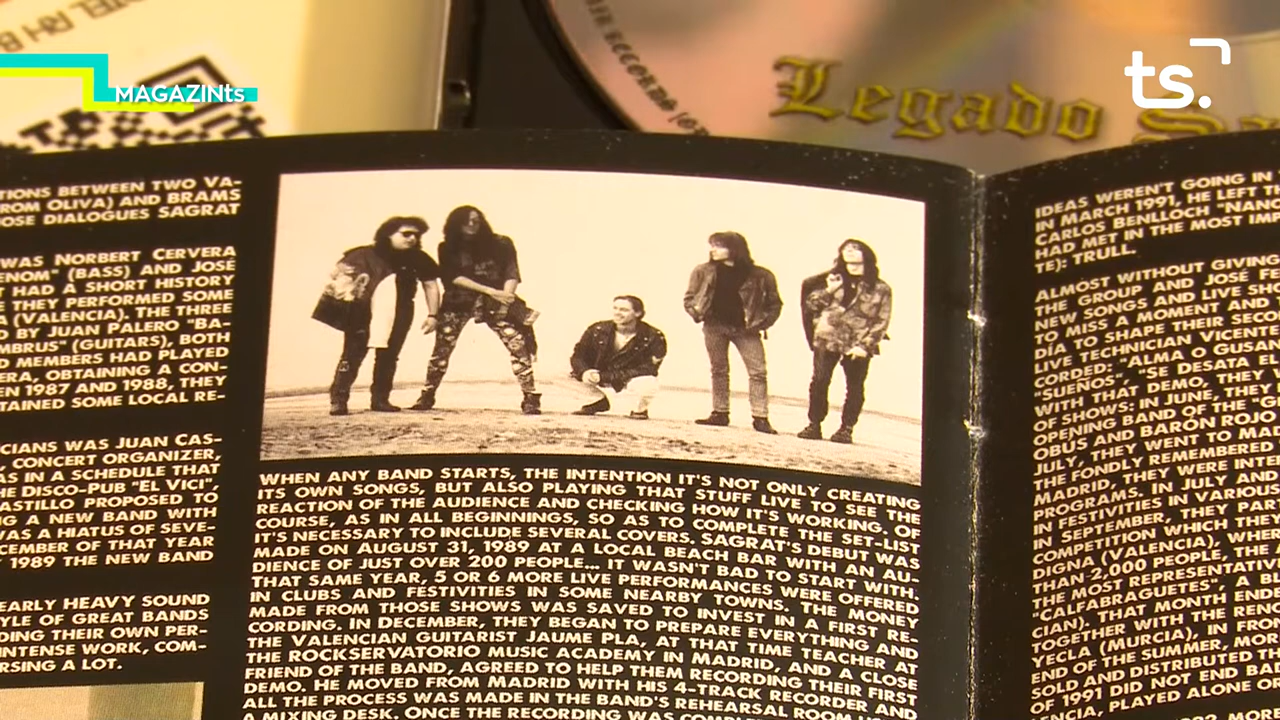 MAGAZINts
ts.
Legado
TIONS BETWEEN TWO VA-
ROM OLIVA) AND BRAMS
OSE DIALOGUES SAGRAT
WAS NORBERT CERVERA
ENOM" (BASS) AND JOSÉ
T HAD A SHORT HISTORY
THEY PERFORMED SOME
A (VALENCIA). THE THREE
D BY JUAN PALERO "BA-
MBRUS" (GUITARS), BOTH
D MEMBERS HAD PLAYED
ERA, OBTAINING A CON-
EN 1987 AND 1988, THEY
TAINED SOME LOCAL RE-
CIANS WAS JUAN CAS-
, CONCERT ORGANIZER,
AS IN A SCHEDULE THAT
HE DISCO-PUB "EL VICI",
ASTILLO PROPOSED TO
G A NEW BAND WITH
WAS A HIATUS OF SEVE-
CEMBER OF THAT YEAR
1989 THE NEW BAND
EARLY HEAVY SOUND
YLE OF GREAT BANDS
DING THEIR OWN PER-
INTENSE WORK, COM-
RSING A LOT.
WHEN ANY BAND STARTS, THE INTENTION IT'S NOT ONLY CREATING
ITS OWN SONGS, BUT ALSO PLAYING THAT STUFF LIVE TO SEE THE
REACTION OF THE AUDIENCE AND CHECKING HOW IT'S WORKING. OF
COURSE, AS IN ALL BEGINNINGS, SO AS TO COMPLETE THE SET-LIST
IT'S NECESSARY TO INCLUDE SEVERAL COVERS. SAGRAT'S DEBUT WAS
MADE ON AUGUST 31, 1989 AT A LOCAL BEACH BAR WITH AN AU-
DIENCE OF JUST OVER 200 PEOPLE... IT WASN'T BAD TO START WITH.
THAT SAME YEAR, 5 OR 6 MORE LIVE PERFORMANCES WERE OFFERED
IN CLUBS AND FESTIVITIES IN SOME NEARBY TOWNS. THE MONEY
MADE FROM THOSE SHOWS WAS SAVED TO INVEST IN A FIRST RE-
CORDING. IN DECEMBER, THEY BEGAN TO PREPARE EVERYTHING AND
THE VALENCIAN GUITARIST JAUME PLA, AT THAT TIME TEACHER AT
THE ROCKSERVATORIO MUSIC ACADEMY IN MADRID, AND A CLOSE
FRIEND OF THE BAND, AGREED TO HELP THEM RECORDING THEIR FIRST
DEMO. HE MOVED FROM MADRID WITH HIS 4-TRACK RECORDER AND
A MIXING DESK. ONCE THE RECORDING WAS
ALL THE PROCESS WAS MADE IN THE BAND'S REHEARSAL ROOM
IDEAS WEREN'T GOING IN
IN MARCH 1991, HE LEFT
CARLOS BENLLOCH "NANO
HAD MET IN THE MOST IMP
TE): TRULL.
ALMOST WITHOUT GIVING
THE GROUP AND JOSÉ FE
NEW SONGS AND LIVE SHO
TO MISS A MOMENT AND
TO SHAPE THEIR SECO
DÍA
LIVE TECHNICIAN VICENTE
CORDED: "ALMA O GUSAN
"SUEÑOS", "SE DESATA EL
WITH THAT DEMO, THEY
OF SHOWS: IN JUNE, THEY
OPENING BAND OF THE "G
OBÚS AND BARÓN ROJO
JULY, THEY WENT TO MA
THE FONDLY REMEMBERED
MADRID, THEY WERE INTE
PROGRAMS. IN JULY AND
IN FESTIVITIES IN VARIOUS
IN SEPTEMBER, THEY PAR
COMPETITION WHICH THEY
DIGNA (VALENCIA), WHER
THAN 2,000 PEOPLE, THE
THE MOST REPRESENTATIV
"CALFABRAGUETES", A BL
CIAN). THAT MONTH ENDE
TOGETHER WITH THE RENO
YECLA (MURCIA), IN FRON
END OF THE SUMMER, MOR
SOLD AND DISTRIBUTED TH
OF 1991 DID NOT END BAD
ENCIA, PLAYED ALONE OR